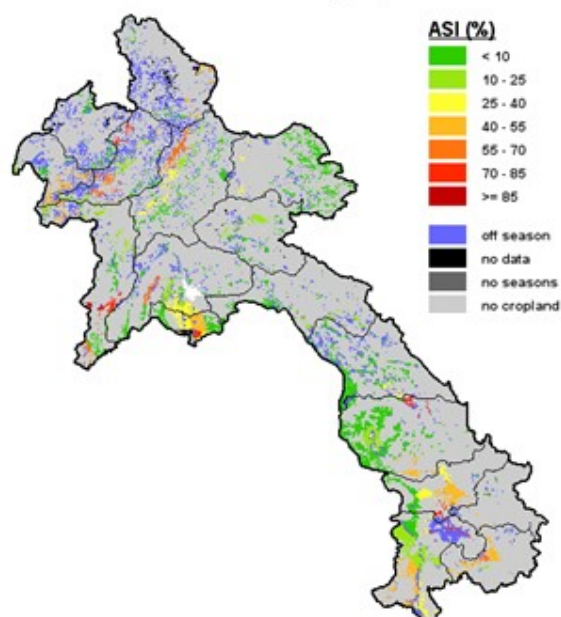 ASI (%)
< 10
10 - 25
25 - 40
40 - 55
55 - 70
70 - 85
>= 85
off season
no data
no seasons
no cropland